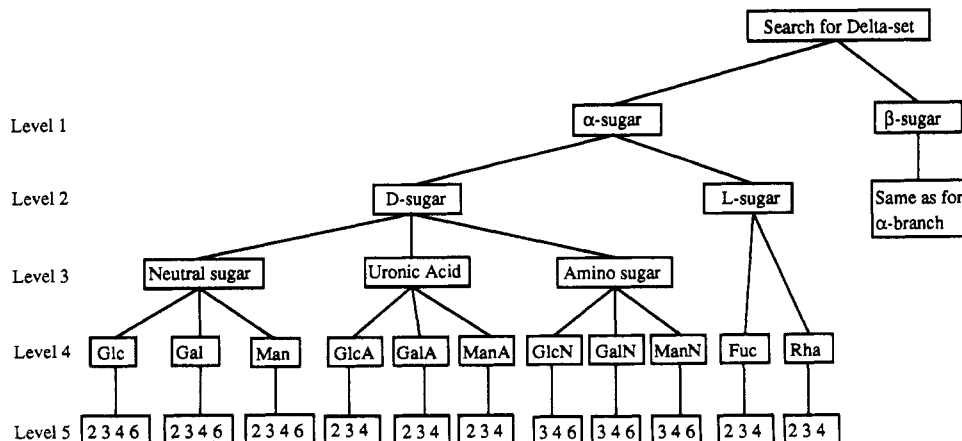 Search for Delta-set
Level 1
α-sugar
β-sugar
Level 2
D-sugar
L-sugar
Same as for
α-branch
Level 3
Neutral sugar
Uronic Acid
Amino sugar
Level 4
Glc
Gal
Man
GlcA
GalA
ManA
GlcN
GalN
ManN
Fuc
Rha
Level 5
2 3 4 6
2 3 4 6
2 3 4 6
2 3 4
2 3 4
2 3 4
3 4 6
3 4 6
3 4 6
2 3 4
2 3 4